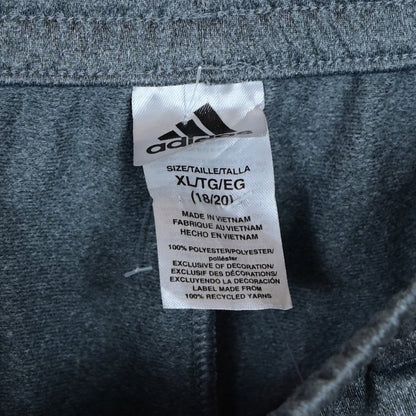 adidas
SIZE/TAILLE/TALLA
XL/TG/EG
(18/20)
MADE IN VIETNAM
FABRIQUE AU VIETNAM
HECHO EN VIETNAM
100% POLYESTER/POLYESTER/
poliéster
EXCLUSIVE OF DECORATION/
EXCLUSIF DES DÉCORATIONS/
EXCLUYENDO LA DECORACIÓN
LABEL MADE FROM
100% RECYCLED YARNS